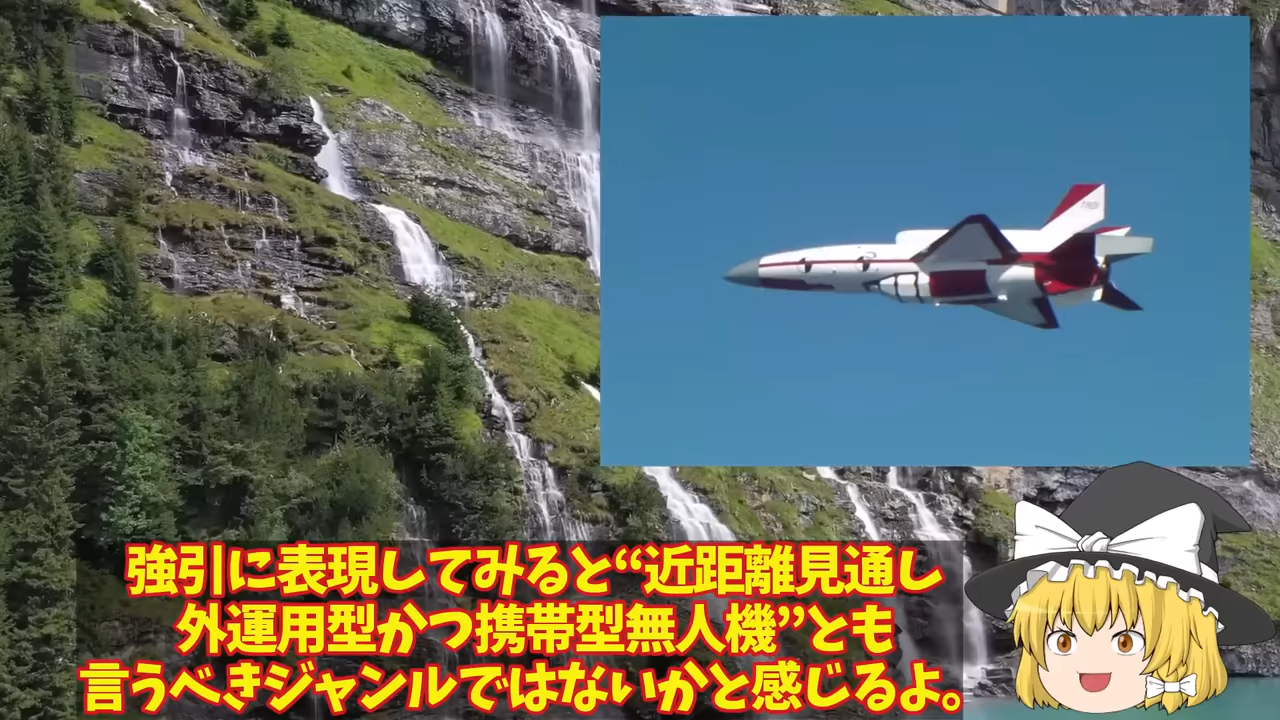 強引に表現してみると“近距離見通し
外運用型かつ携帯型無人機”とも
言うべきジャンルではないかと感じるよ。